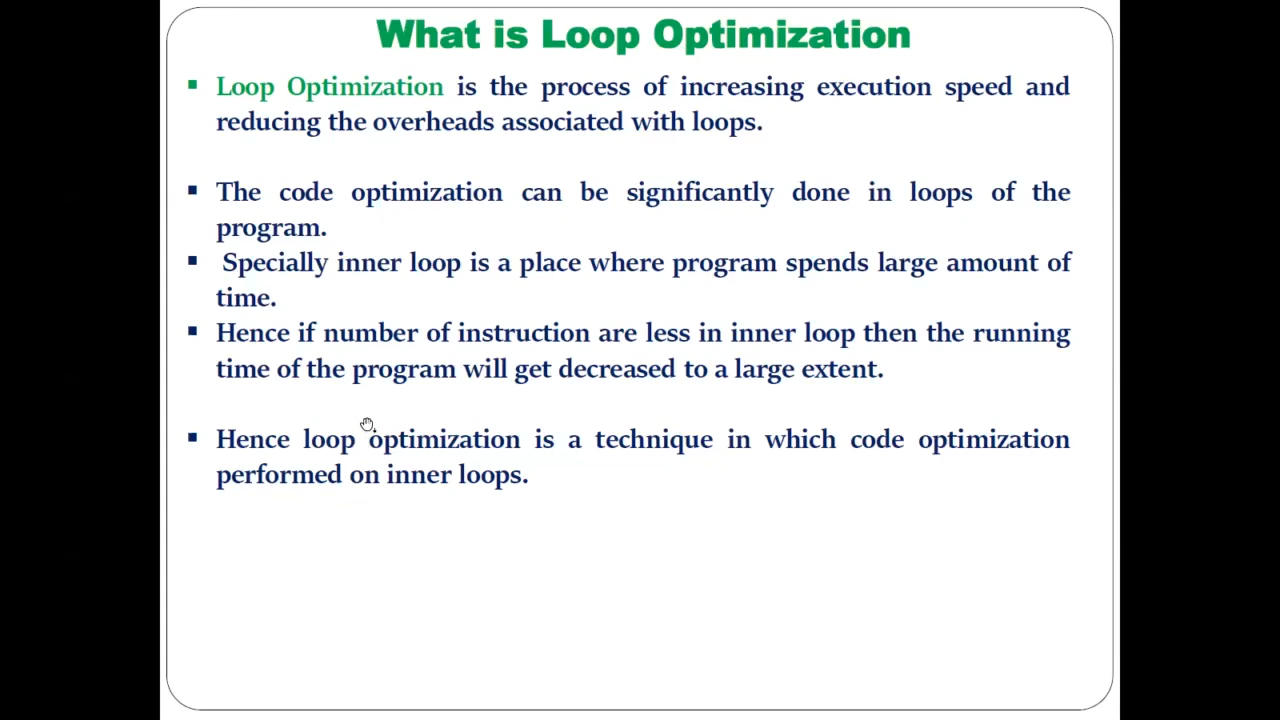 What is Loop Optimization
▪ Loop Optimization is the process of increasing execution speed and
reducing the overheads associated with loops.
▪ The code optimization can be significantly done in loops of the
program.
▪ Specially inner loop is a place where program spends large amount of
time.
▪ Hence if number of instruction are less in inner loop then the running
time of the program will get decreased to a large extent.
▪ Hence loop optimization is a technique in which code optimization
performed on inner loops.